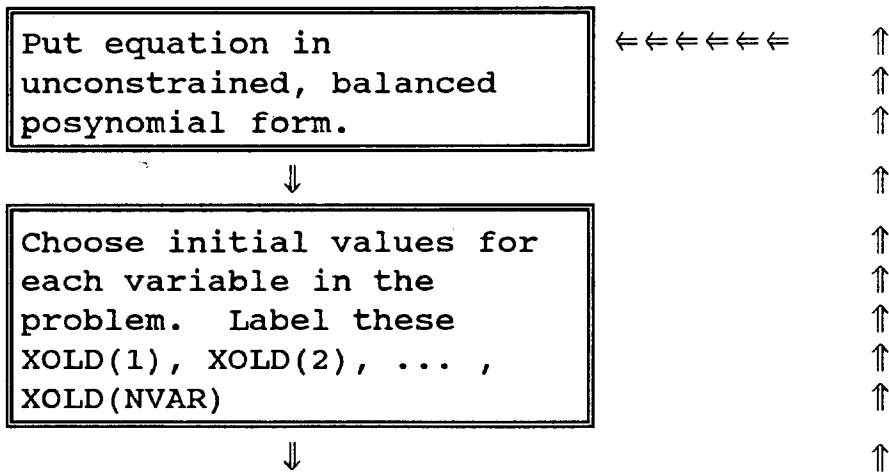 Put equation in
unconstrained, balanced
posynomial form.
Choose initial values for
each variable in the
problem. Label these
XOLD(1), XOLD(2), ... ,
XOLD(NVAR)